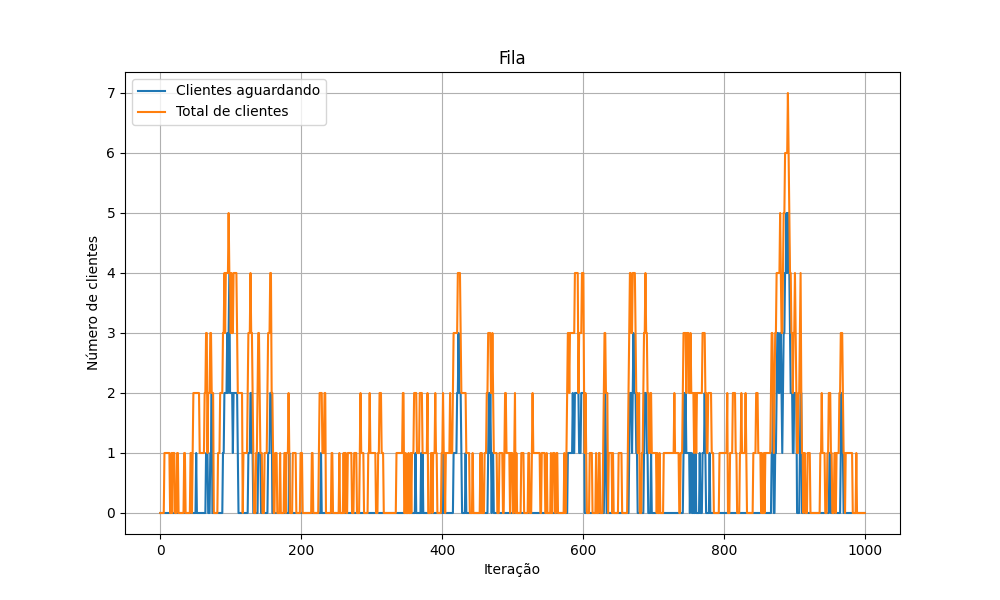 Fila
Clientes aguardando
Total de clientes
Número de clientes
7
6
5
4
3
2
1
0
0 200 400 600 800 1000
Iteração